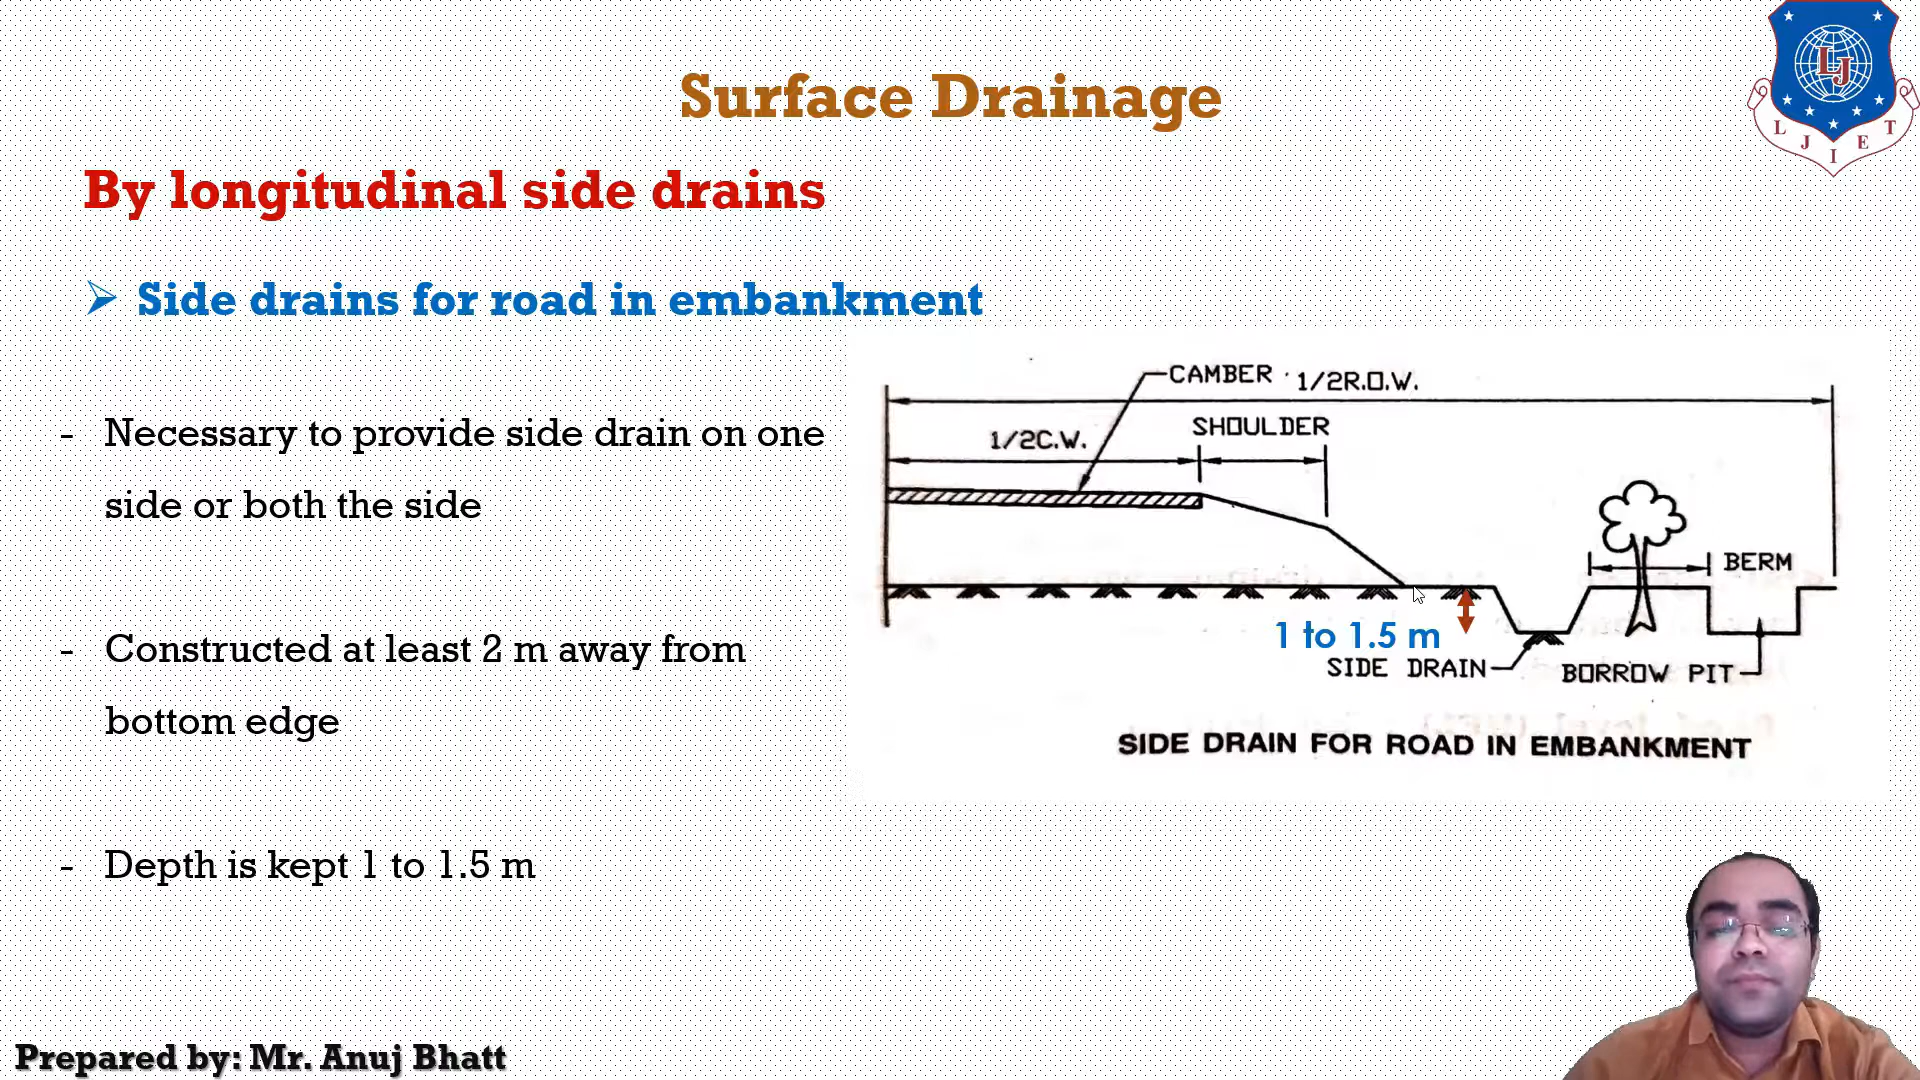 Surface Drainage
L J I E T
LJ
By longitudinal side drains
➢ Side drains for road in embankment
- Necessary to provide side drain on one
side or both the side
- Constructed at least 2 m away from
bottom edge
- Depth is kept 1 to 1.5 m
CAMBER
1/2R.O.W.
SHOULDER
1/2C.W.
BERM
1 to 1.5 m
SIDE DRAIN
BORROW PIT
SIDE DRAIN FOR ROAD IN EMBANKMENT
Prepared by: Mr. Anuj Bhatt